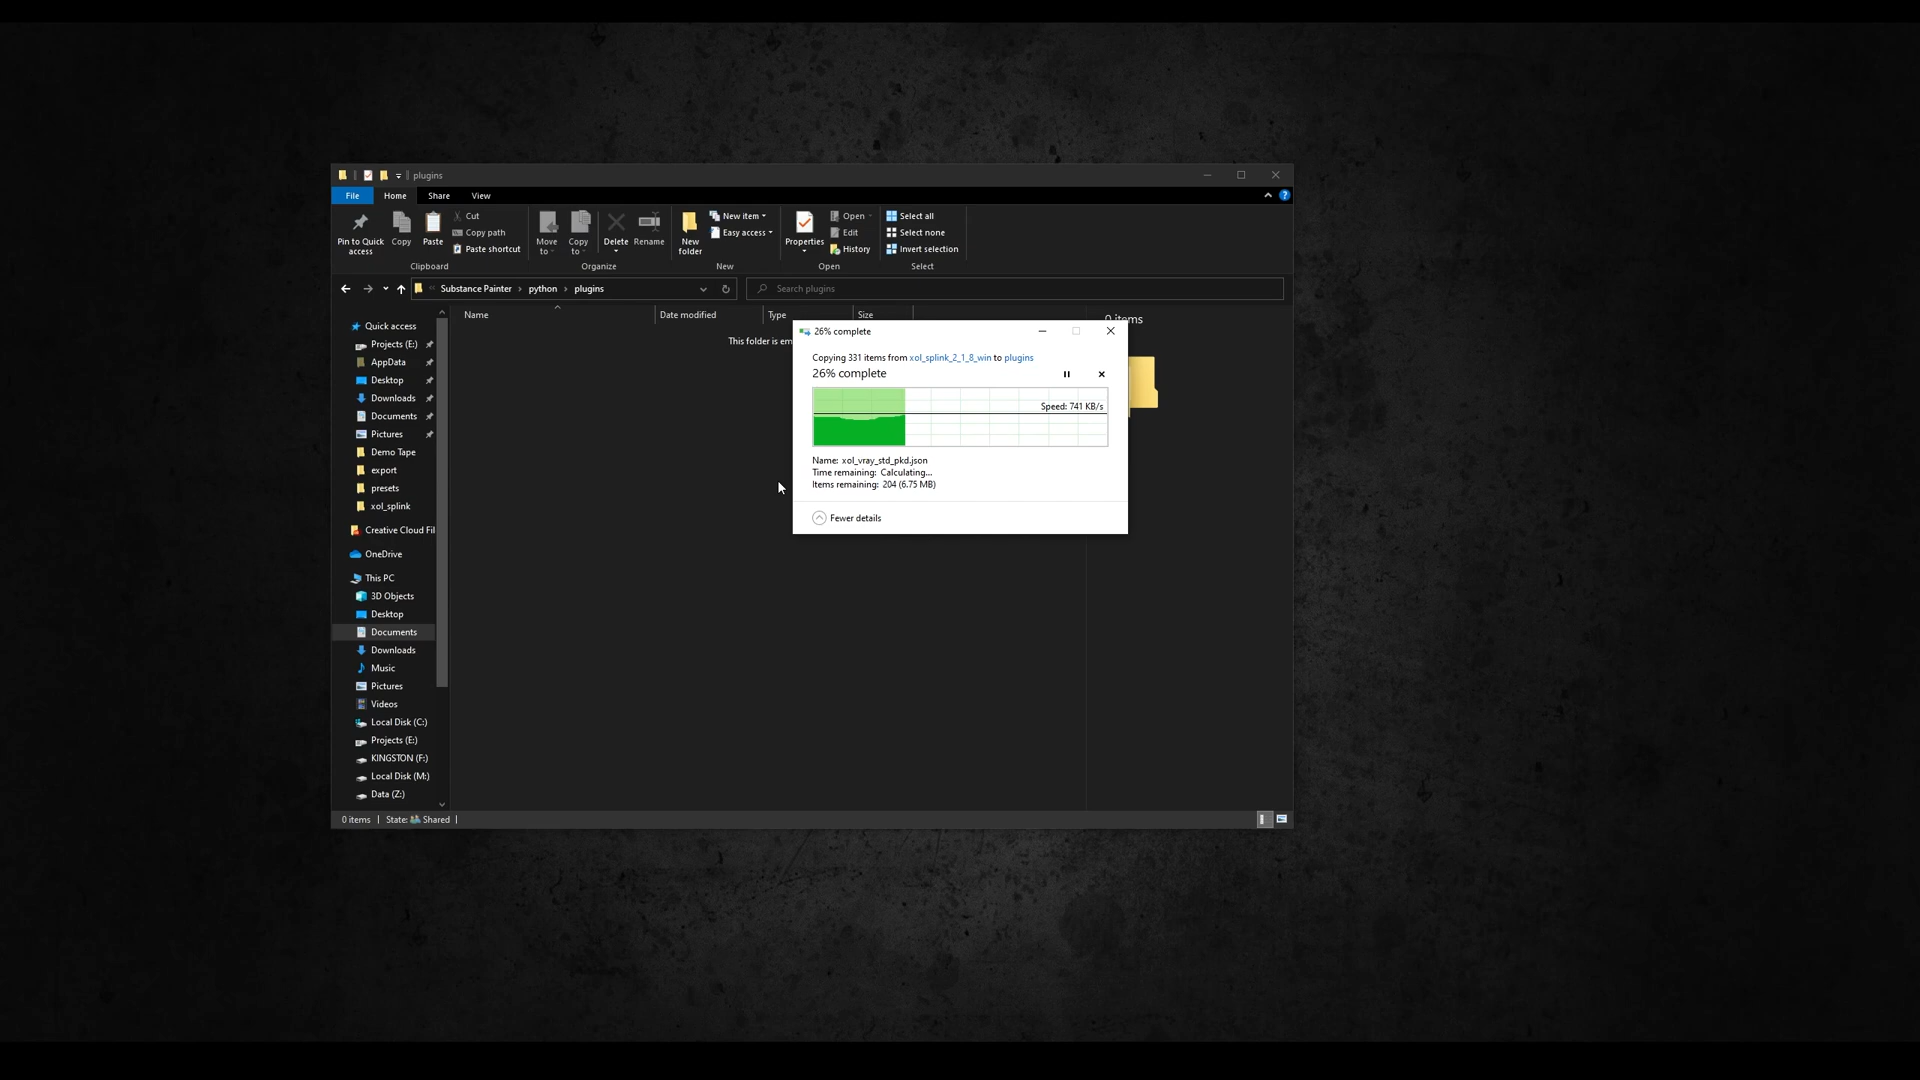 plugins
File Home Share View
Pin to Quick access
Copy
Paste
Cut
Copy path
Paste shortcut
Clipboard
Move to
Copy to
Delete
Rename
Organize
New folder
New item
Easy access
New
Properties
Open
Edit
History
Open
Select all
Select none
Invert selection
Select
Substance Painter › python › plugins
Search plugins
Name Date modified Type Size
Quick access
Projects (E:)
AppData
Desktop
Downloads
Documents
Pictures
Demo Tape
export
presets
xol_splink
Creative Cloud Fil
OneDrive
This PC
3D Objects
Desktop
Documents
Downloads
Music
Pictures
Videos
Local Disk (C:)
Projects (E:)
KINGSTON (F:)
Local Disk (M:)
Data (Z:)
This folder is em
0 items
26% complete
Copying 331 items from xol_splink_2_1_8_win to plugins
26% complete
Speed: 741 KB/s
Name: xol_vray_std_pkd.json
Time remaining: Calculating...
Items remaining: 204 (6.75 MB)
Fewer details
0 items | State: Shared |